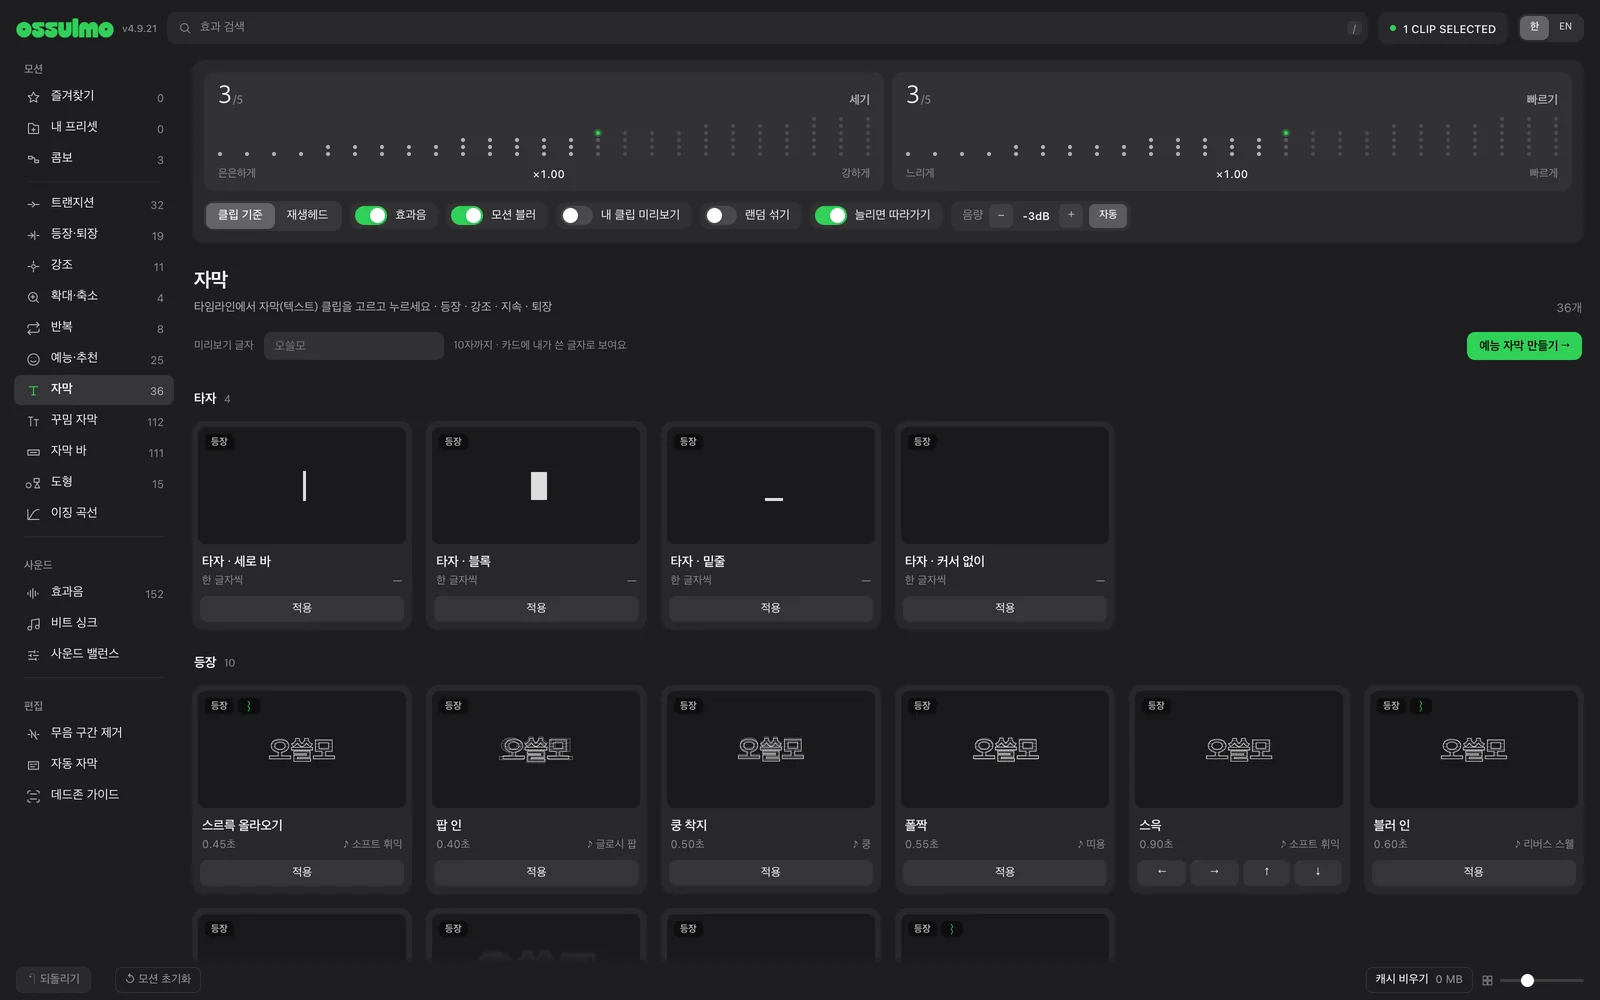 ossulmo v4.9.21
효과 검색
/
1 CLIP SELECTED
한 EN
모션
즐겨찾기 0
내 프리셋 0
콤보 3
트랜지션 32
등장·퇴장 19
강조 11
확대·축소 4
반복 8
예능·추천 25
자막 36
꾸밈 자막 112
자막 바 111
도형 15
이징 곡선
사운드
효과음 152
비트 싱크
사운드 밸런스
편집
무음 구간 제거
자동 자막
데드존 가이드
3/5 세기
은은하게 ×1.00 강하게
3/5 빠르기
느리게 ×1.00 빠르게
클립 기준 재생헤드 효과음 모션 블러 내 클립 미리보기 랜덤 섞기 늘리면 따라가기 음량 − -3dB + 자동
자막
타임라인에서 자막(텍스트) 클립을 고르고 누르세요 · 등장 · 강조 · 지속 · 퇴장
36개
미리보기 글자 오쓸모 10자까지 · 카드에 내가 쓴 글자로 보여요
예능 자막 만들기 →
타자 4
등장 등장 등장 등장
타자 · 세로 바 타자 · 블록 타자 · 밑줄 타자 · 커서 없이
한 글자씩 — 한 글자씩 — 한 글자씩 — 한 글자씩 —
적용 적용 적용 적용
등장 10
등장 등장 등장 등장 등장 등장
오쓸모 오쓸모 오쓸모 오쓸모 오쓸모 오쓸모
스르륵 올라오기 팝 인 쿵 착지 폴짝 스윽 블러 인
0.45초 ♪ 소프트 휘익 0.40초 ♪ 글로시 팝 0.50초 ♪ 쿵 0.55초 ♪ 띠용 0.90초 ♪ 소프트 휘익 0.60초 ♪ 리버스 스웰
적용 적용 적용 적용 ← → ↑ ↓ 적용
등장 등장 등장 등장
되돌리기 모션 초기화
캐시 비우기 0 MB